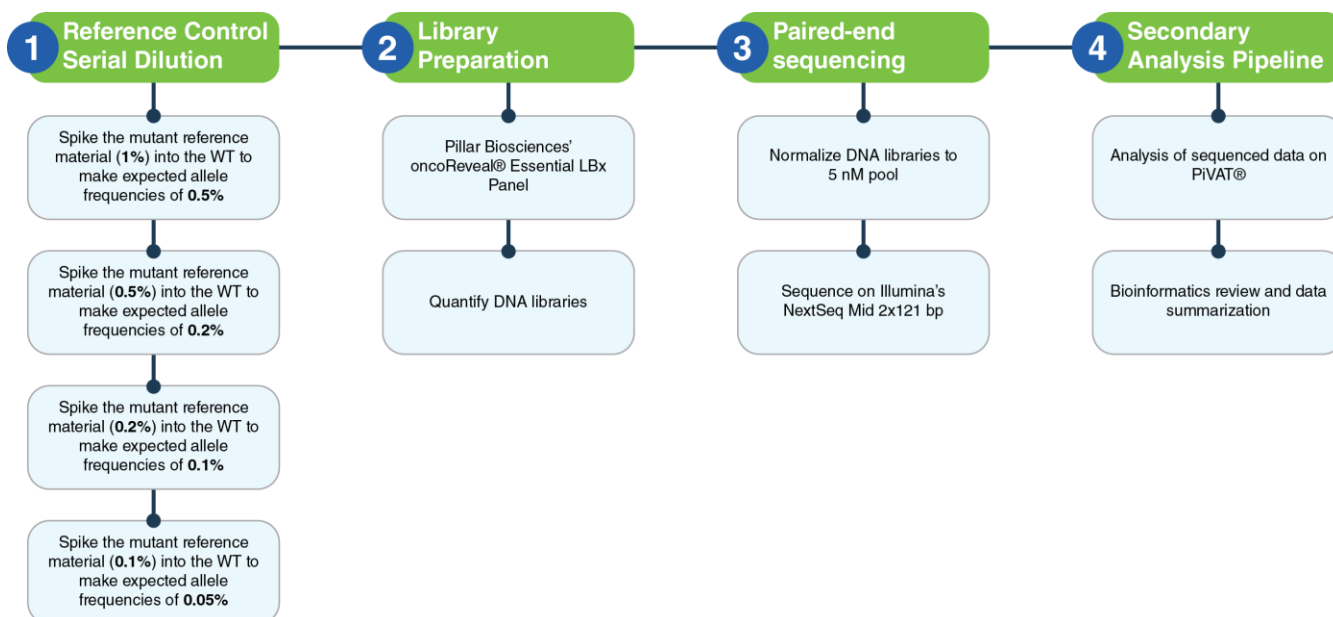 1
Reference Control
Serial Dilution
Spike the mutant reference
material (1%) into the WT to
make expected allele
frequencies of 0.5%
Spike the mutant reference
material (0.5%) into the WT to
make expected allele
frequencies of 0.2%
Spike the mutant reference
material (0.2%) into the WT to
make expected allele
frequencies of 0.1%
Spike the mutant reference
material (0.1%) into the WT to
make expected allele
frequencies of 0.05%
2
Library
Preparation
Pillar Biosciences’
oncoReveal® Essential LBx
Panel
Quantify DNA libraries
3
Paired-end
sequencing
Normalize DNA libraries to
5 nM pool
Sequence on Illumina’s
NextSeq Mid 2x121 bp
4
Secondary
Analysis Pipeline
Analysis of sequenced data on
PiVAT®
Bioinformatics review and data
summarization